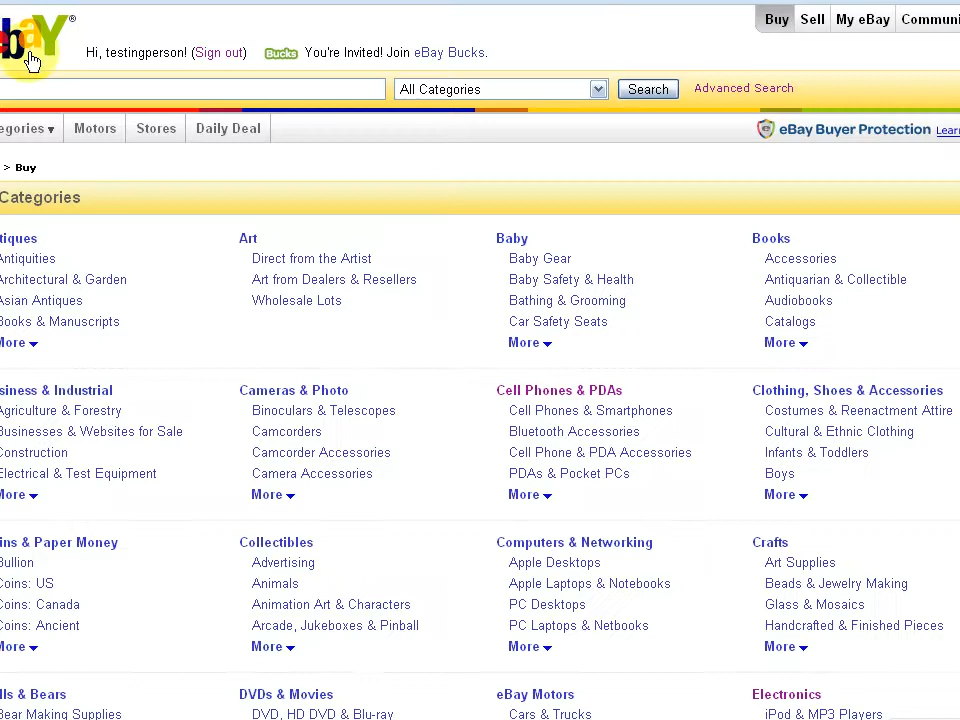 ebaY®
Buy Sell My eBay Communi
Hi, testingperson! (Sign out) Bucks You're Invited! Join eBay Bucks.
All Categories Search Advanced Search
egories Motors Stores Daily Deal
eBay Buyer Protection Lear
> Buy
Categories
tiques Art Baby Books
Antiquities Direct from the Artist Baby Gear Accessories
Architectural & Garden Art from Dealers & Resellers Baby Safety & Health Antiquarian & Collectible
Asian Antiques Wholesale Lots Bathing & Grooming Audiobooks
Books & Manuscripts Car Safety Seats Catalogs
More More More
siness & Industrial Cameras & Photo Cell Phones & PDAs Clothing, Shoes & Accessories
Agriculture & Forestry Binoculars & Telescopes Cell Phones & Smartphones Costumes & Reenactment Attire
Businesses & Websites for Sale Camcorders Bluetooth Accessories Cultural & Ethnic Clothing
Construction Camcorder Accessories Cell Phone & PDA Accessories Infants & Toddlers
Electrical & Test Equipment Camera Accessories PDAs & Pocket PCs Boys
More More More More
ins & Paper Money Collectibles Computers & Networking Crafts
Bullion Advertising Apple Desktops Art Supplies
Coins: US Animals Apple Laptops & Notebooks Beads & Jewelry Making
Coins: Canada Animation Art & Characters PC Desktops Glass & Mosaics
Coins: Ancient Arcade, Jukeboxes & Pinball PC Laptops & Netbooks Handcrafted & Finished Pieces
More More More More
lls & Bears DVDs & Movies eBay Motors Electronics
Bear Making Supplies DVD, HD DVD & Blu-ray Cars & Trucks iPod & MP3 Players